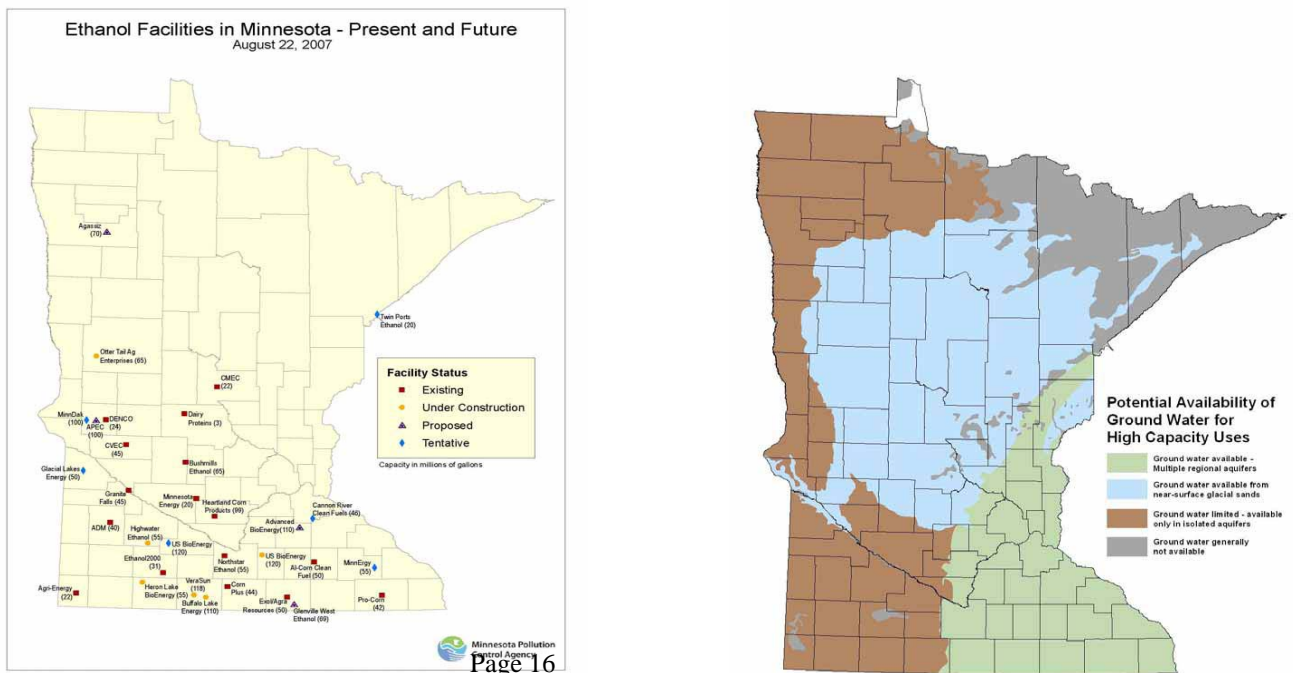 Ethanol Facilities in Minnesota - Present and Future
August 22, 2007
Agassiz
(70)
Twin Ports
Ethanol (20)
Otter Tail Ag
Enterprises (65)
CMEC
(22)
MinnDak
(100)
APEC
(100)
DENCO
(24)
Dairy
Proteins (3)
CVEC
(45)
Glacial Lakes
Energy (50)
Bushmills
Ethanol (65)
Granite
Falls (45)
Minnesota
Energy (20)
Heartland Corn
Products (99)
Cannon River
Clean Fuels (46)
Advanced
BioEnergy(110)
ADM (40)
Highwater
Ethanol (55)
US BioEnergy
(120)
Ethanol2000
(31)
Northstar
Ethanol (55)
US BioEnergy
(120)
Al-Corn Clean
Fuel (50)
MinnErgy
(55)
Agri-Energy
(22)
Heron Lake
BioEnergy (55)
VeraSun
(118)
Buffalo Lake
Energy (110)
Corn
Plus (44)
Exol/Agra
Resources (50)
Glenville West
Ethanol (69)
Pro-Corn
(42)
Facility Status
Existing
Under Construction
Proposed
Tentative
Capacity in millions of gallons
Minnesota Pollution
Control Agency
Page 16
Potential Availability of
Ground Water for
High Capacity Uses
Ground water available -
Multiple regional aquifers
Ground water available from
near-surface glacial sands
Ground water limited - available
only in isolated aquifers
Ground water generally
not available